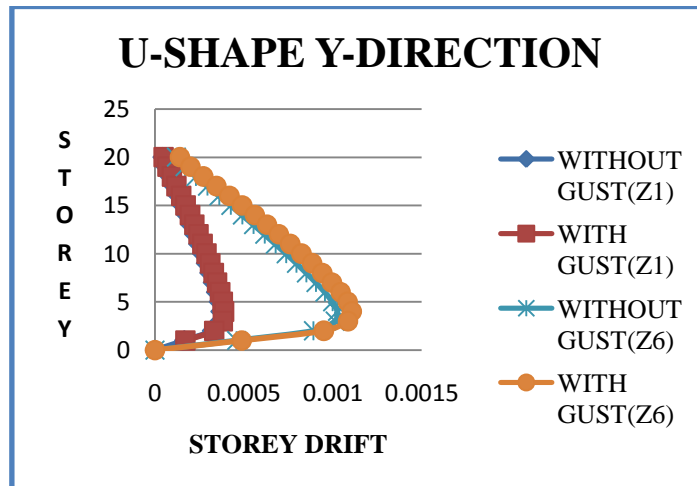 U-SHAPE Y-DIRECTION
STOREY
25
20
15
10
5
0
0 0.0005 0.001 0.0015
STOREY DRIFT
WITHOUT
GUST(Z1)
WITH
GUST(Z1)
WITHOUT
GUST(Z6)
WITH
GUST(Z6)